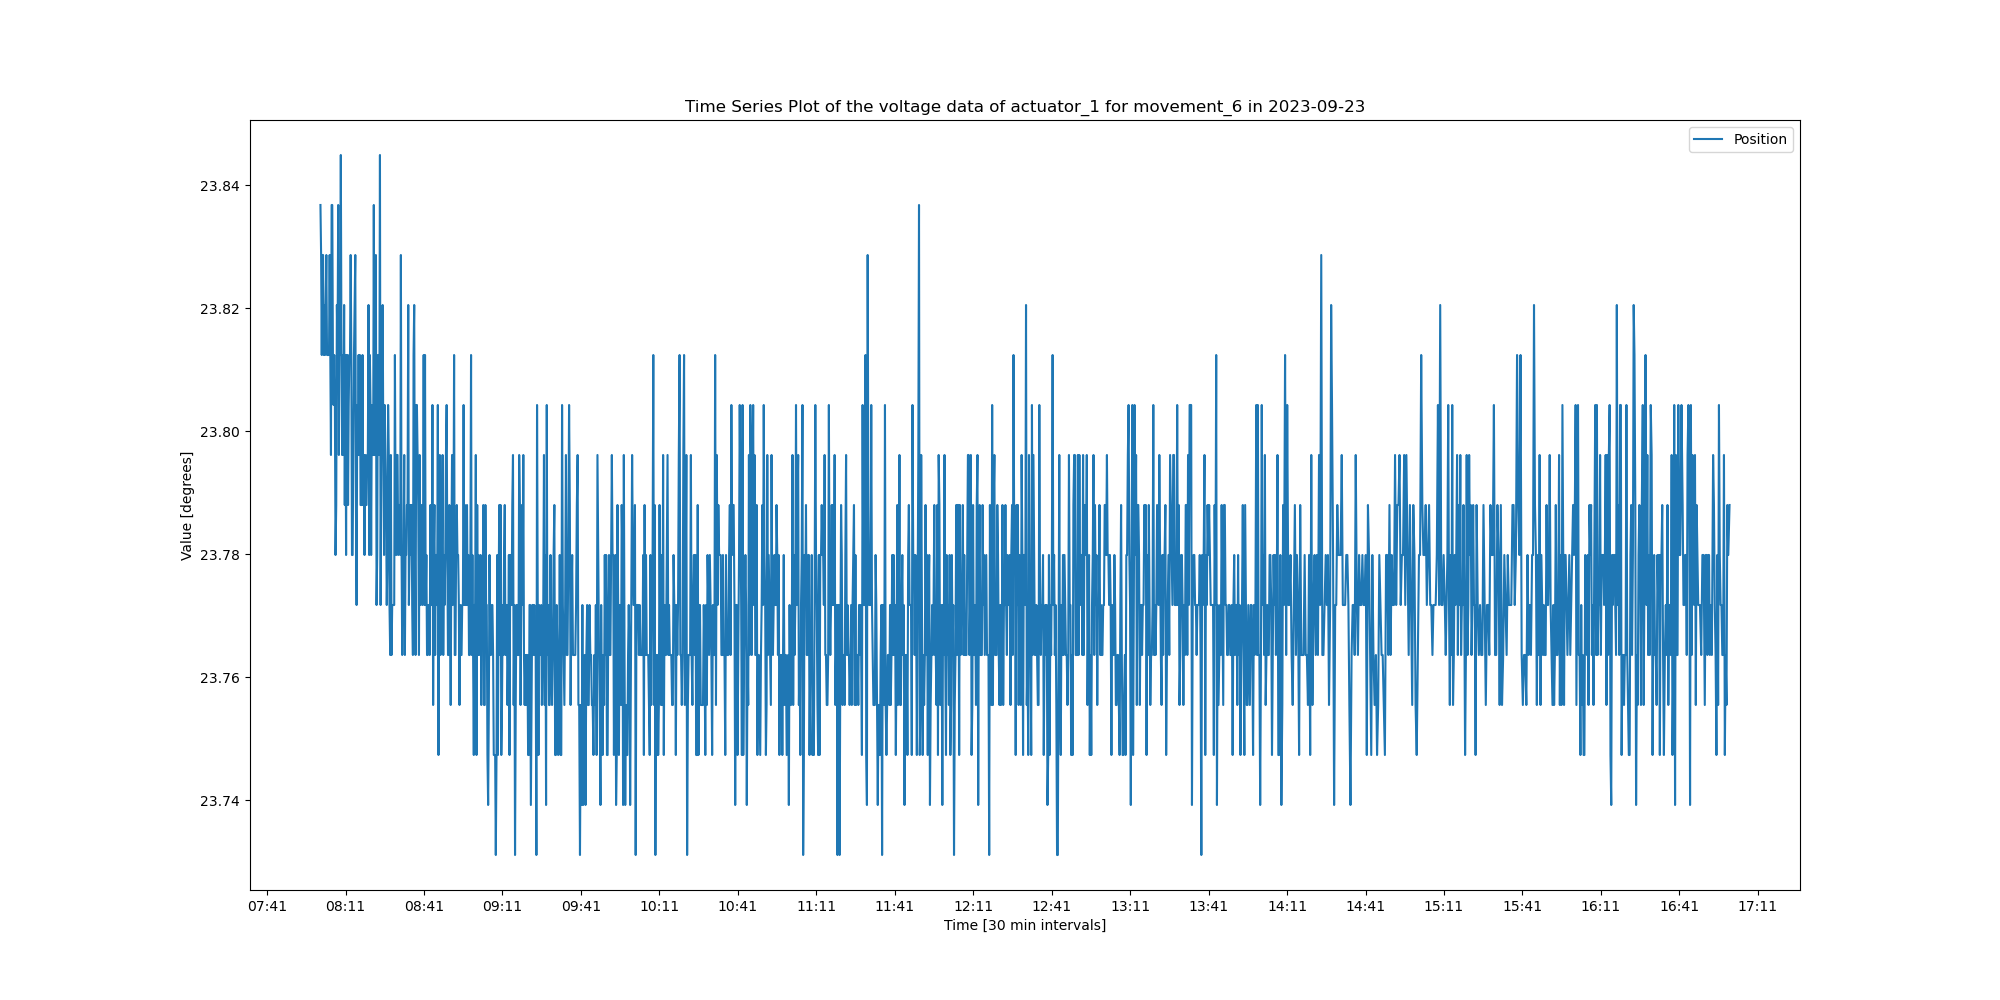 Time Series Plot of the voltage data of actuator_1 for movement_6 in 2023-09-23
Position
23.84
23.82
23.80
23.78
23.76
23.74
Value [degrees]
07:41 08:11 08:41 09:11 09:41 10:11 10:41 11:11 11:41 12:11 12:41 13:11 13:41 14:11 14:41 15:11 15:41 16:11 16:41 17:11
Time [30 min intervals]